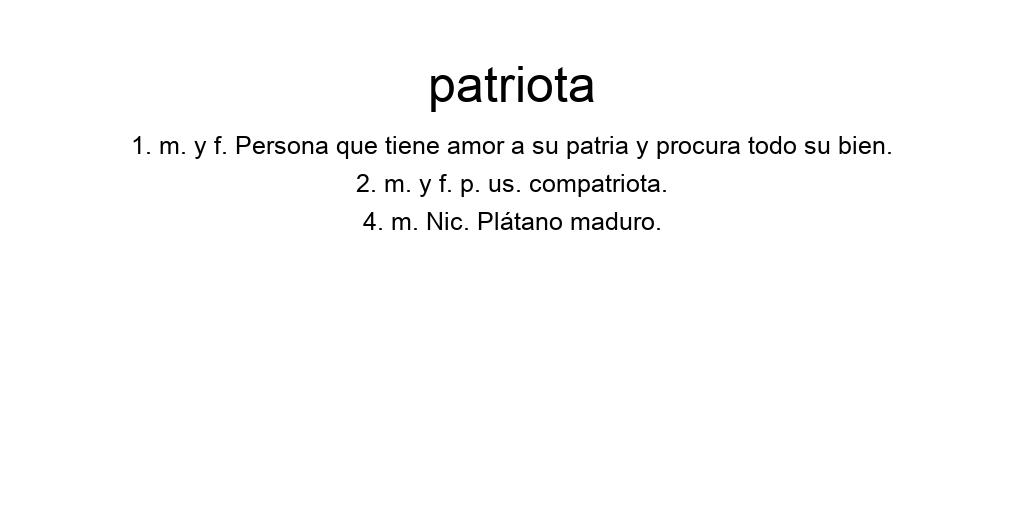 patriota
1. m. y f. Persona que tiene amor a su patria y procura todo su bien.
2. m. y f. p. us. compatriota.
4. m. Nic. Plátano maduro.